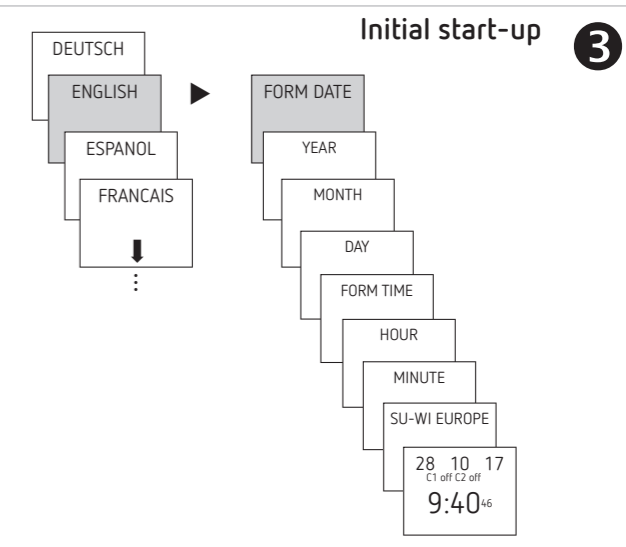 Initial start-up
3
DEUTSCH
ENGLISH
ESPANOL
FRANCAIS
FORM DATE
YEAR
MONTH
DAY
FORM TIME
HOUR
MINUTE
SU-WI EUROPE
28 10 17
C1 off C2 off
9:40 46